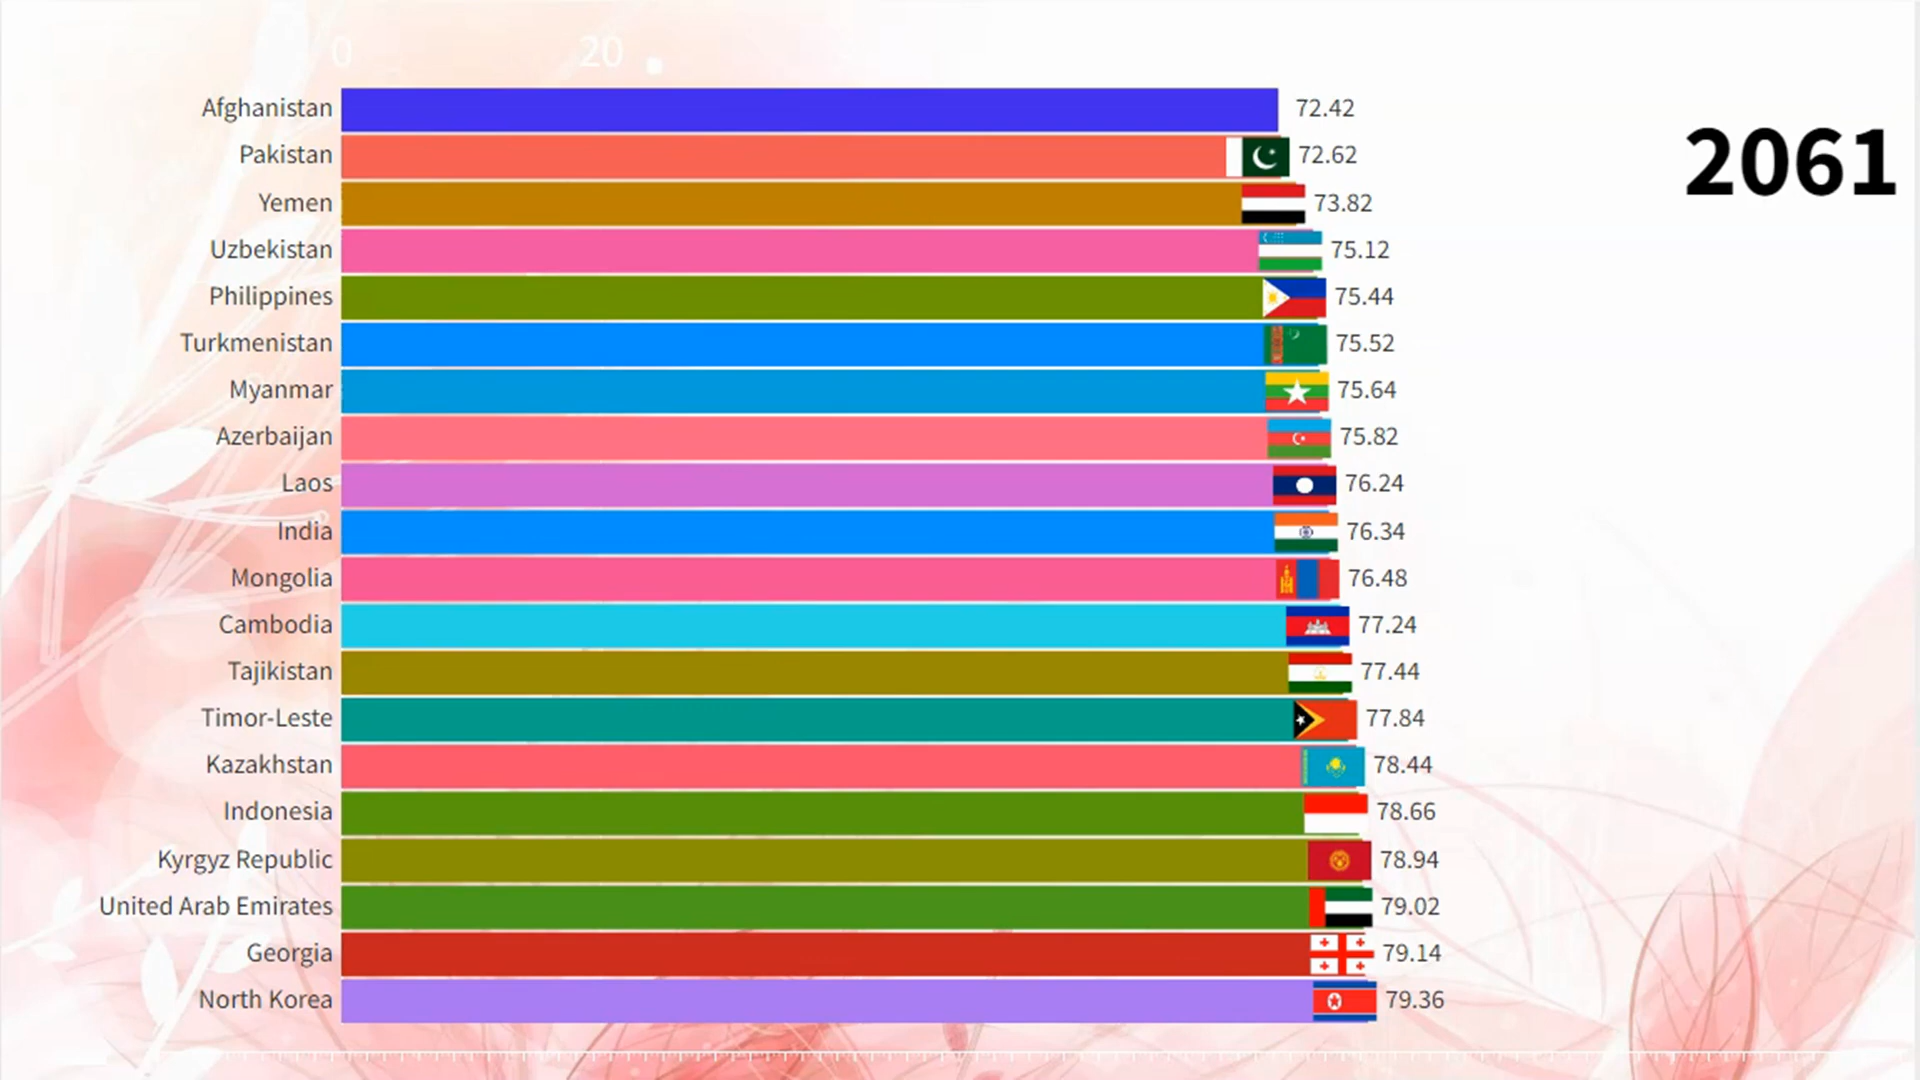 0 20
Afghanistan 72.42
2061
Pakistan 72.62
Yemen 73.82
Uzbekistan 75.12
Philippines 75.44
Turkmenistan 75.52
Myanmar 75.64
Azerbaijan 75.82
Laos 76.24
India 76.34
Mongolia 76.48
Cambodia 77.24
Tajikistan 77.44
Timor-Leste 77.84
Kazakhstan 78.44
Indonesia 78.66
Kyrgyz Republic 78.94
United Arab Emirates 79.02
Georgia 79.14
North Korea 79.36